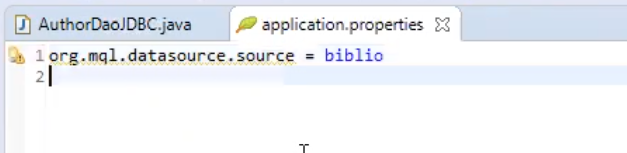 AuthorDaoJDBC.java application.properties
1 org.mql.datasource.source = biblio
2